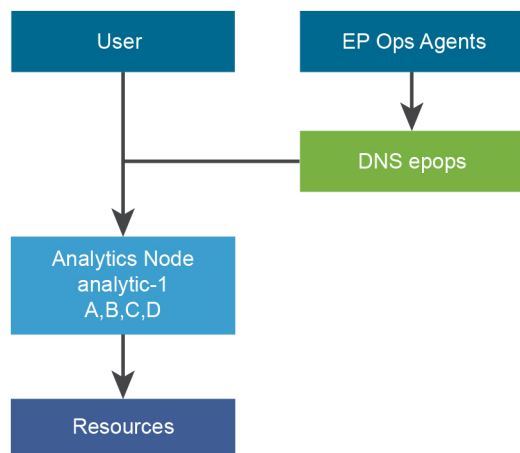 User
EP Ops Agents
DNS epops
Analytics Node
analytic-1
A,B,C,D
Resources